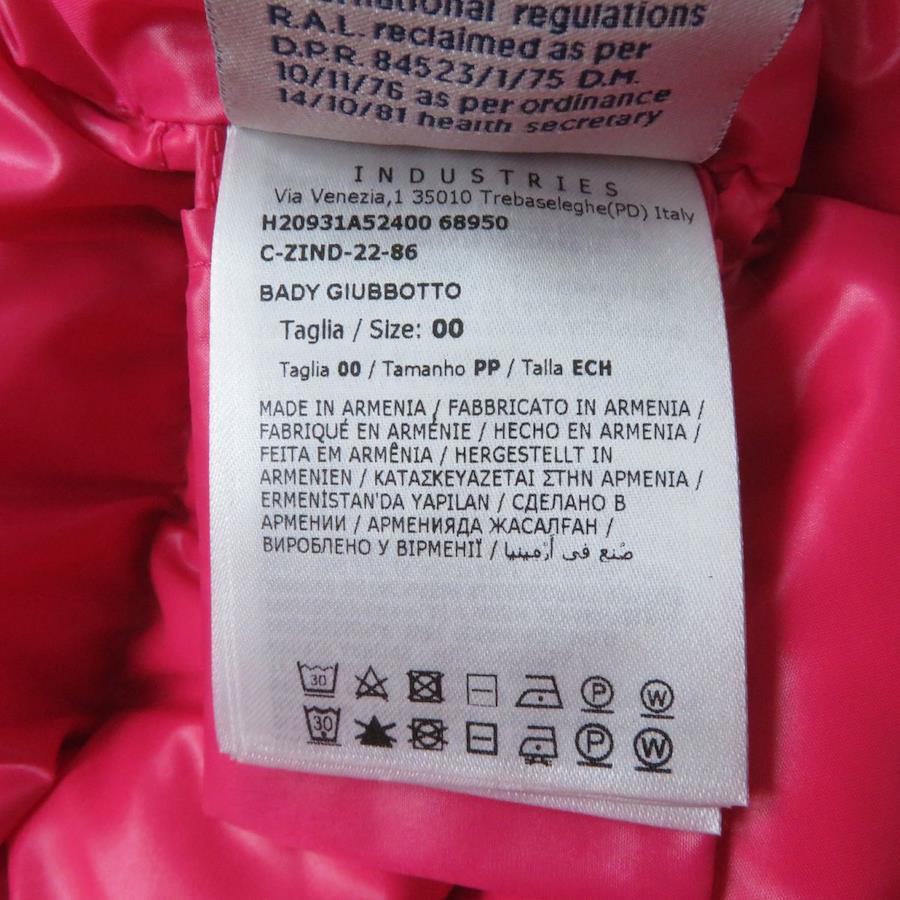 international regulations
R.A.L. reclaimed as per
D.P.R. 84523/1/75 D.M.
10/11/76 as per ordinance
14/10/81 health secretary
INDUSTRIES
Via Venezia,1 35010 Trebaseleghe(PD) Italy
H20931A52400 68950
C-ZIND-22-86
BADY GIUBBOTTO
Taglia / Size: 00
Taglia 00 / Tamanho PP / Talla ECH
MADE IN ARMENIA / FABBRICATO IN ARMENIA /
FABRIQUÉ EN ARMÉNIE / HECHO EN ARMENIA /
FEITA EM ARMÊNIA / HERGESTELLT IN
ARMENIEN / ΚΑΤΑΣΚΕΥΑΖΕΤΑΙ ΣΤΗΝ ΑΡΜΕΝΙΑ /
ERMENİSTAN'DA YAPILAN / СДЕЛАНО В
АРМЕНИИ / АРМЕНИЯДА ЖАСАЛҒАН /
ВИРОБЛЕНО У ВІРМЕНІЇ / صُنع في أرمينيا
30 P W
30 P W